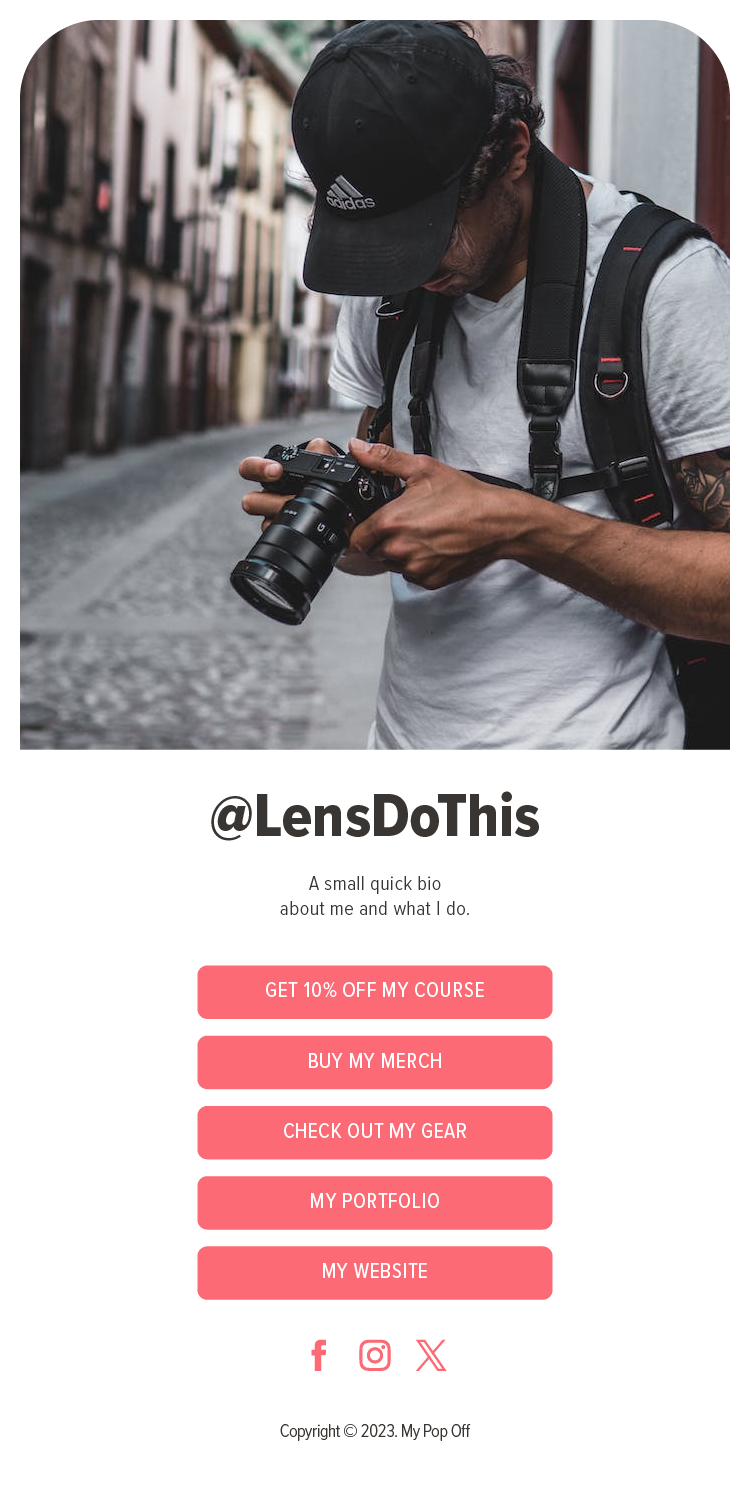 adidas
@LensDoThis
A small quick bio
about me and what I do.
GET 10% OFF MY COURSE
BUY MY MERCH
CHECK OUT MY GEAR
MY PORTFOLIO
MY WEBSITE
Copyright © 2023. My Pop Off